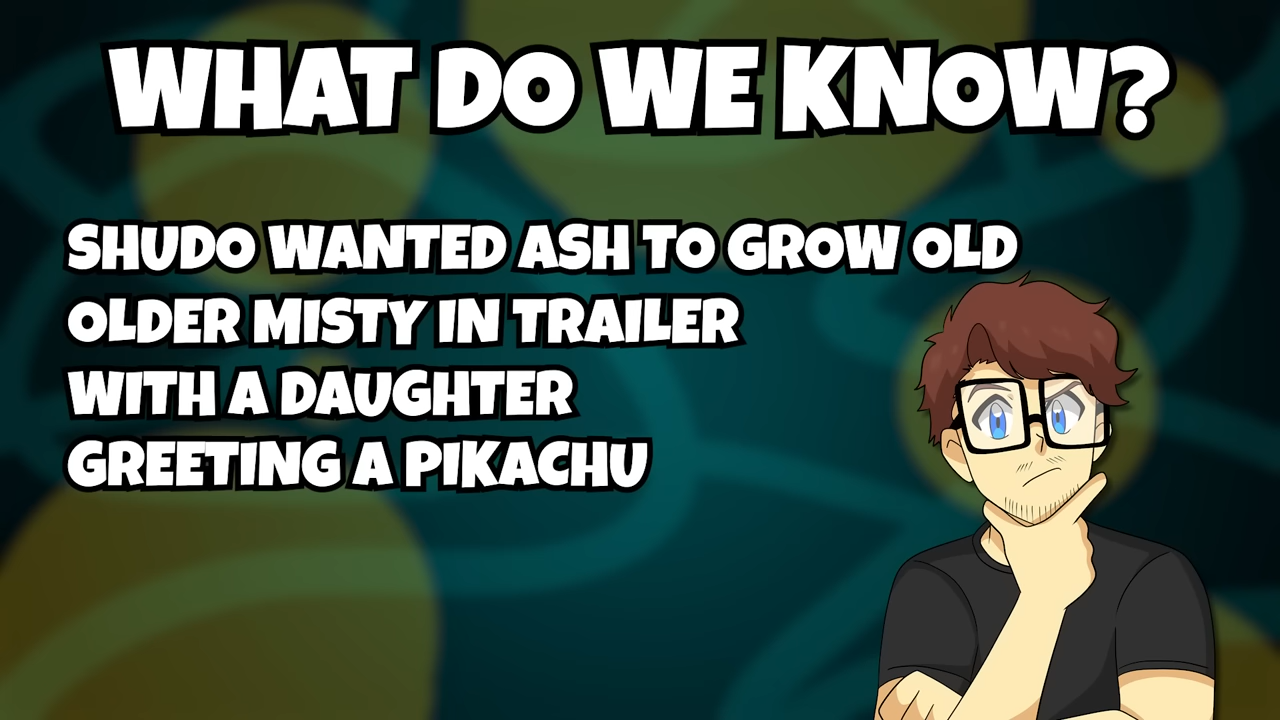 WHAT DO WE KNOW?
SHUDO WANTED ASH TO GROW OLD
OLDER MISTY IN TRAILER
WITH A DAUGHTER
GREETING A PIKACHU